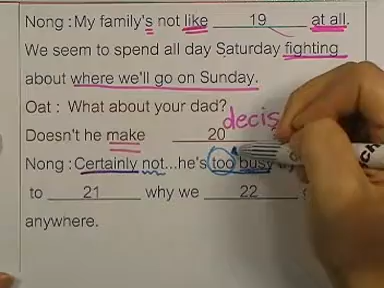 Nong : My family's not like 19 at all.
We seem to spend all day Saturday fighting
about where we'll go on Sunday.
Oat : What about your dad?
decis
Doesn't he make 20
Nong : Certainly not...he's too busy
to 21 why we 22
anywhere.